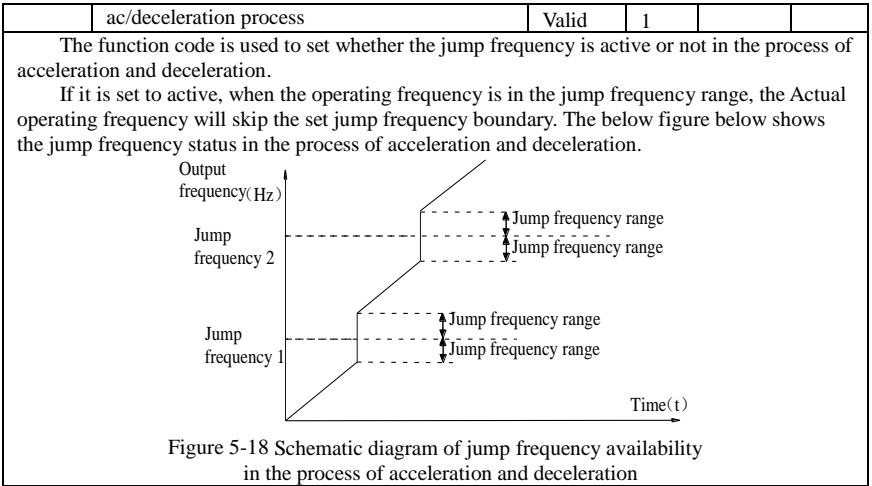 ac/deceleration process Valid 1
The function code is used to set whether the jump frequency is active or not in the process of
acceleration and deceleration.
If it is set to active, when the operating frequency is in the jump frequency range, the Actual
operating frequency will skip the set jump frequency boundary. The below figure below shows
the jump frequency status in the process of acceleration and deceleration.
Output
frequency(Hz)
Jump frequency range
Jump
frequency 2
Jump frequency range
Jump frequency range
Jump
frequency 1
Jump frequency range
Time(t)
Figure 5-18 Schematic diagram of jump frequency availability
in the process of acceleration and deceleration